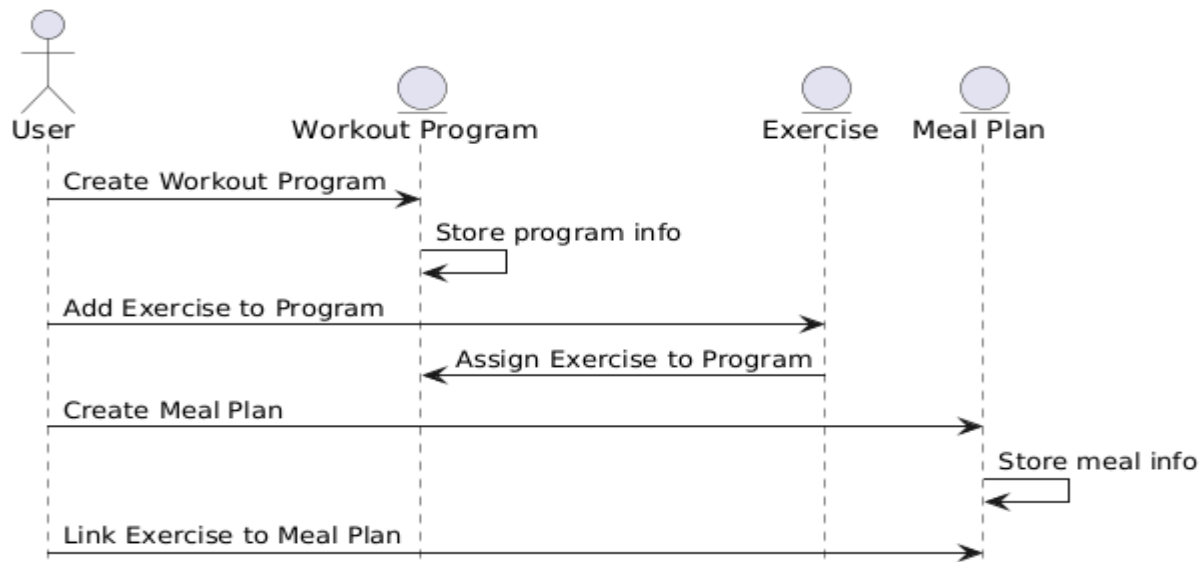 User
Workout Program
Exercise
Meal Plan
Create Workout Program
Store program info
Add Exercise to Program
Assign Exercise to Program
Create Meal Plan
Store meal info
Link Exercise to Meal Plan